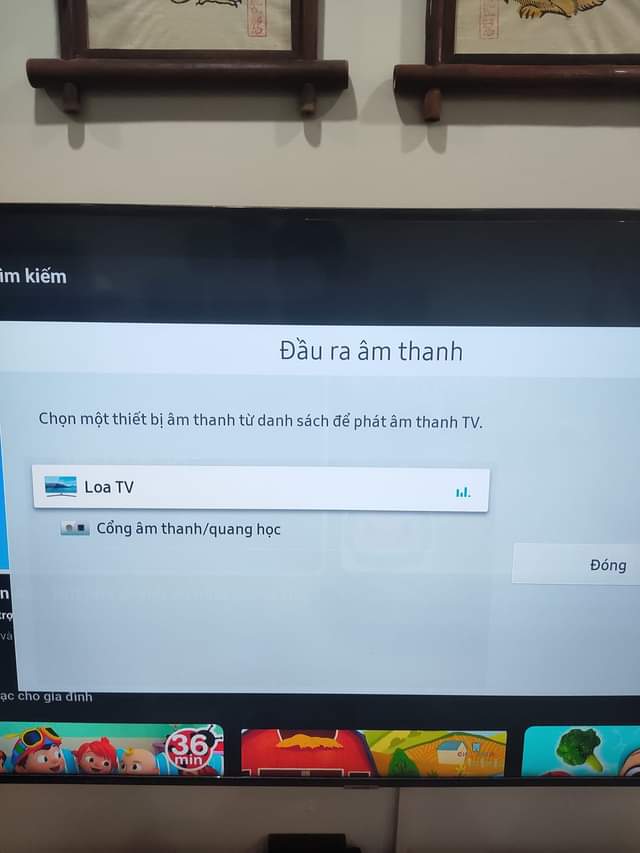 ìm kiếm
Đầu ra âm thanh
Chọn một thiết bị âm thanh từ danh sách để phát âm thanh TV.
Loa TV
Cổng âm thanh/quang học
Đóng
và
ạc cho gia đình
36
min